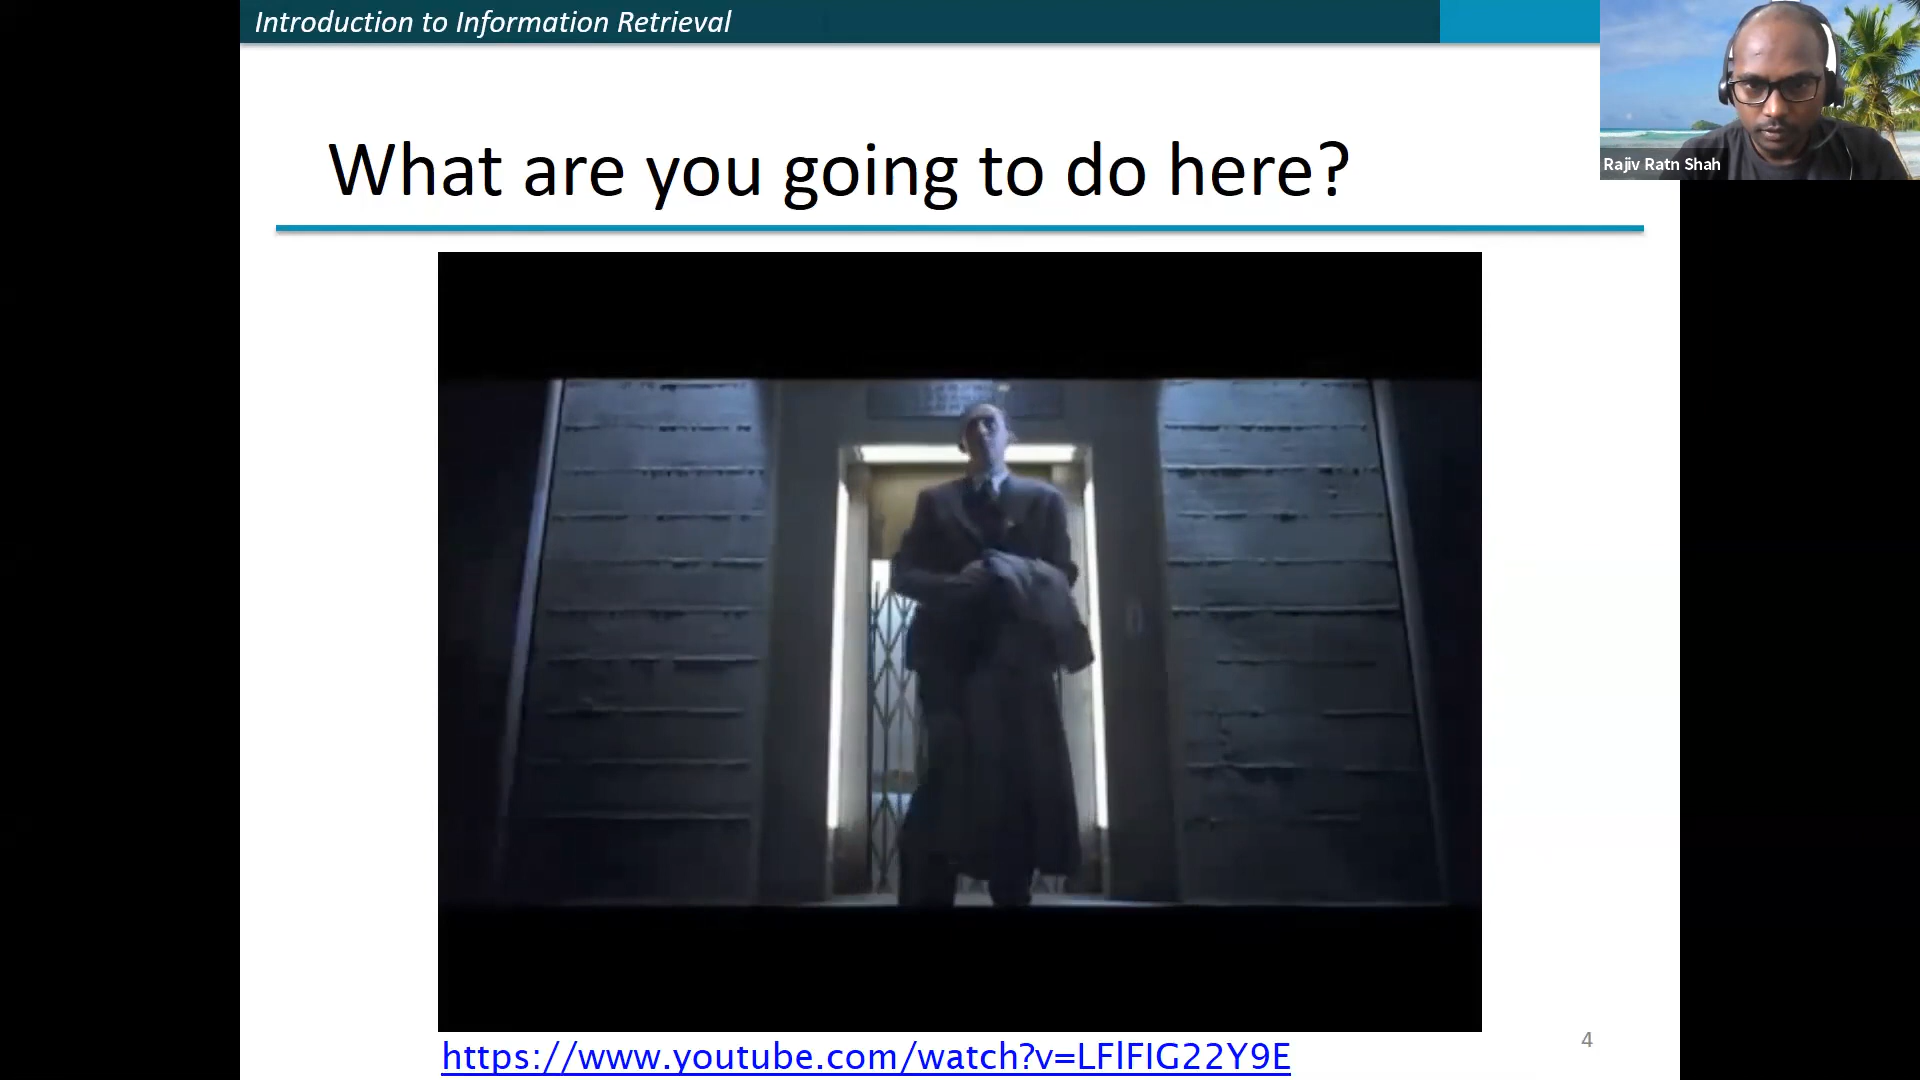 Introduction to Information Retrieval
Rajiv Ratn Shah
What are you going to do here?
https://www.youtube.com/watch?v=LFlFIG22Y9E
4